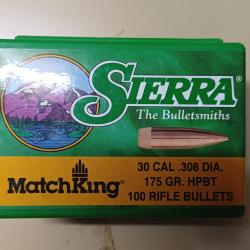 SIERRA®
The Bulletsmiths
MatchKing®
30 CAL .308 DIA.
175 GR. HPBT
100 RIFLE BULLETS